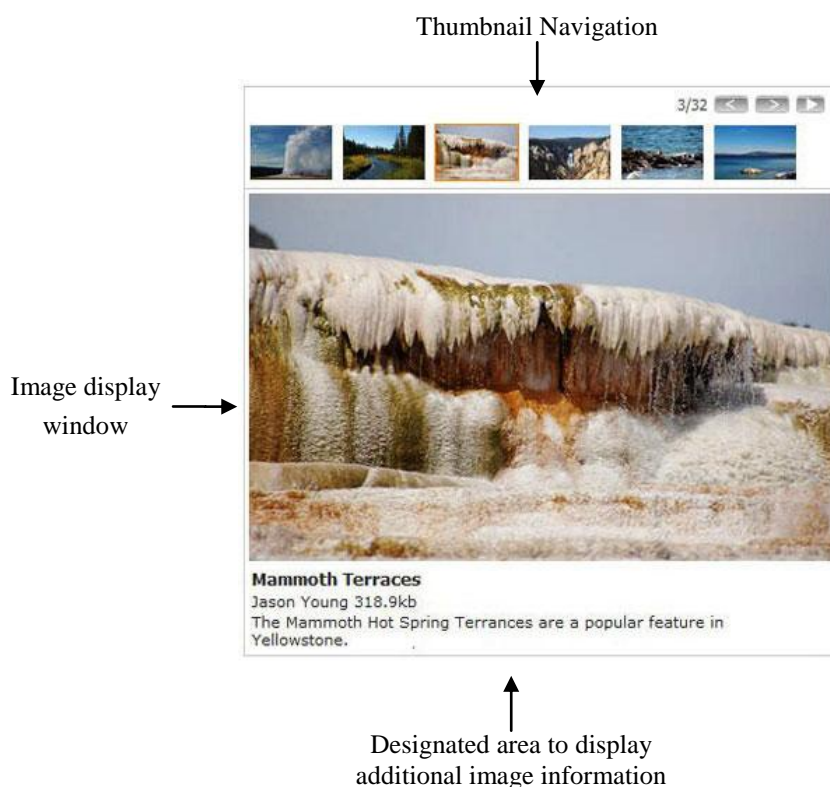 Thumbnail Navigation
3/32
Image display
window
Mammoth Terraces
Jason Young 318.9kb
The Mammoth Hot Spring Terrances are a popular feature in
Yellowstone.
Designated area to display
additional image information